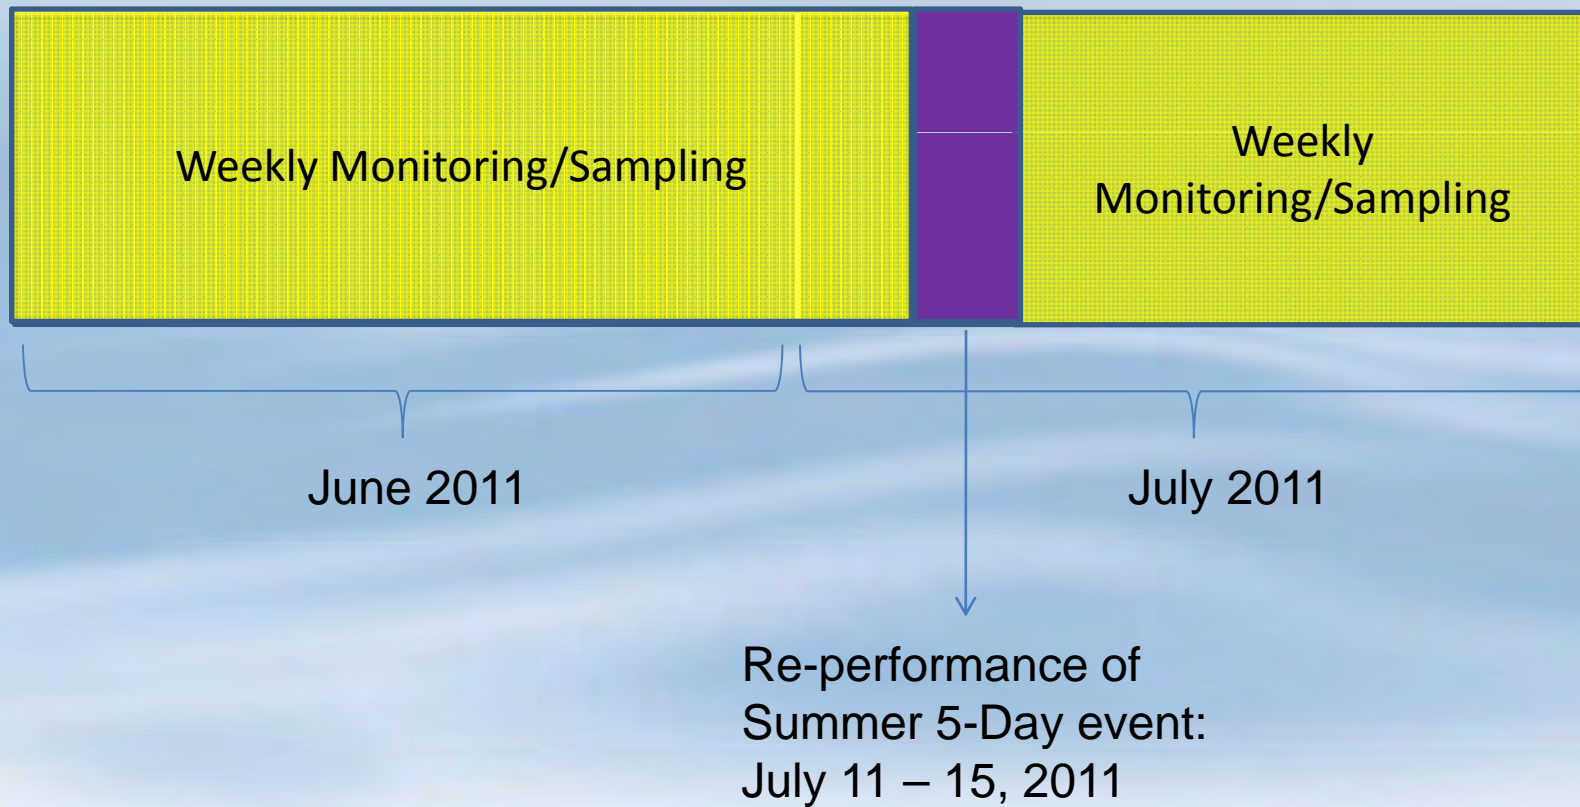 Weekly Monitoring/Sampling
Weekly
Monitoring/Sampling
June 2011
July 2011
Re-performance of
Summer 5-Day event:
July 11 – 15, 2011